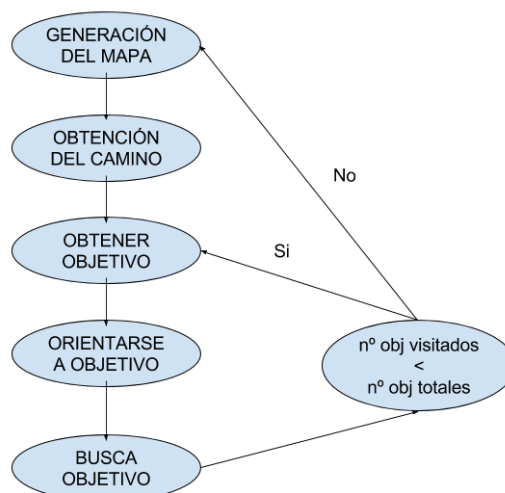 GENERACIÓN
DEL MAPA
OBTENCIÓN
DEL CAMINO
No
OBTENER
OBJETIVO
Si
ORIENTARSE
A OBJETIVO
nº obj visitados
<
nº obj totales
BUSCA
OBJETIVO